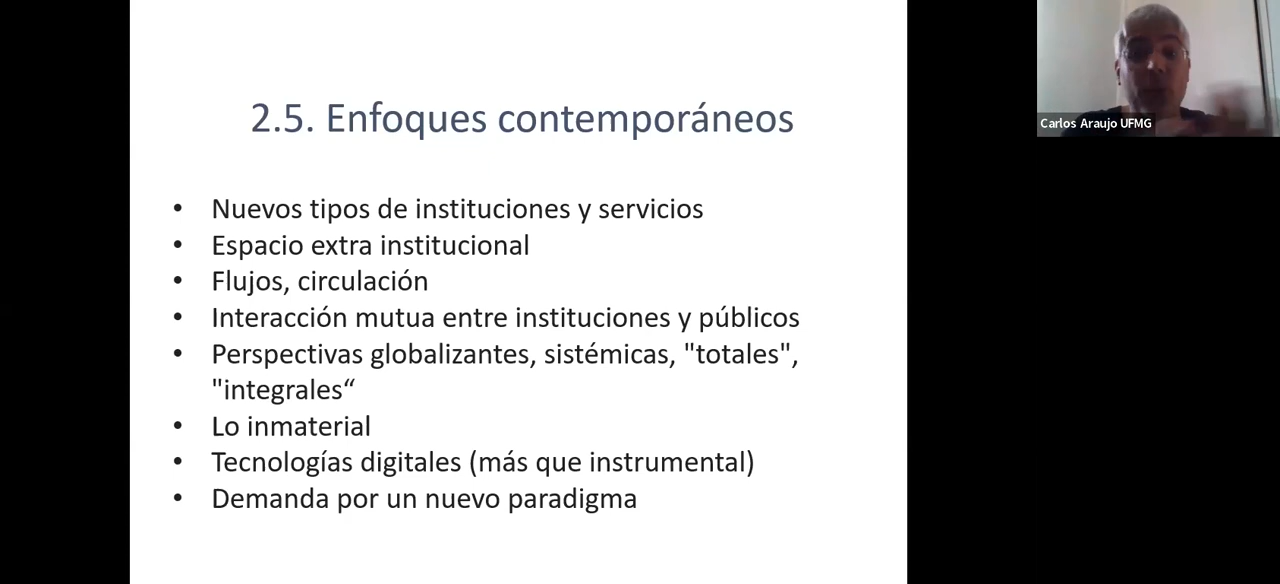 2.5. Enfoques contemporáneos
• Nuevos tipos de instituciones y servicios
• Espacio extra institucional
• Flujos, circulación
• Interacción mutua entre instituciones y públicos
• Perspectivas globalizantes, sistémicas, "totales",
"integrales“
• Lo inmaterial
• Tecnologías digitales (más que instrumental)
• Demanda por un nuevo paradigma
Carlos Araujo UFMG